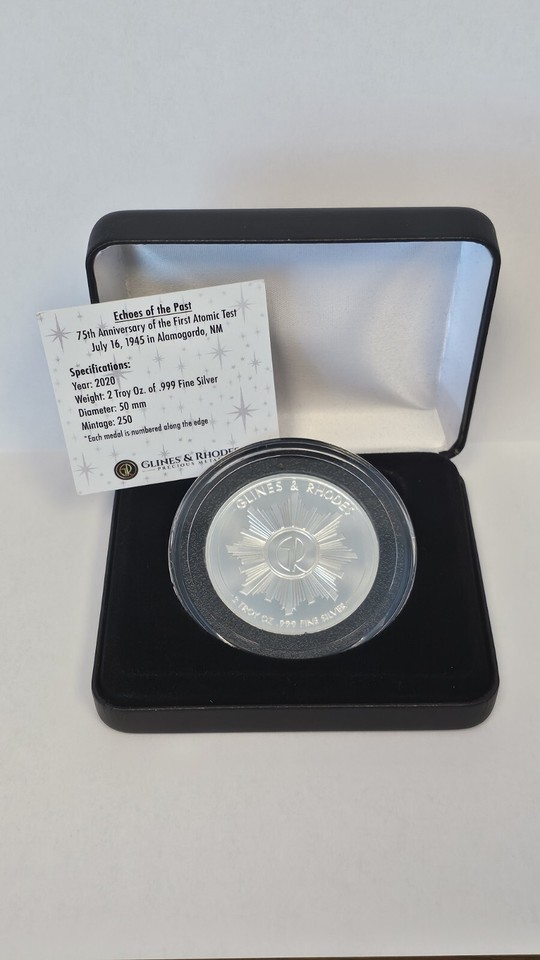 Echoes of the Past
75th Anniversary of the First Atomic Test
July 16, 1945 in Alamogordo, NM
Specifications:
Year: 2020
Weight: 2 Troy Oz. of .999 Fine Silver
Diameter: 50 mm
Mintage: 250
*Each medal is numbered along the edge
GLINES & RHODES
PRECIOUS METAL
GLINES & RHODES
2 TROY OZ .999 FINE SILVER